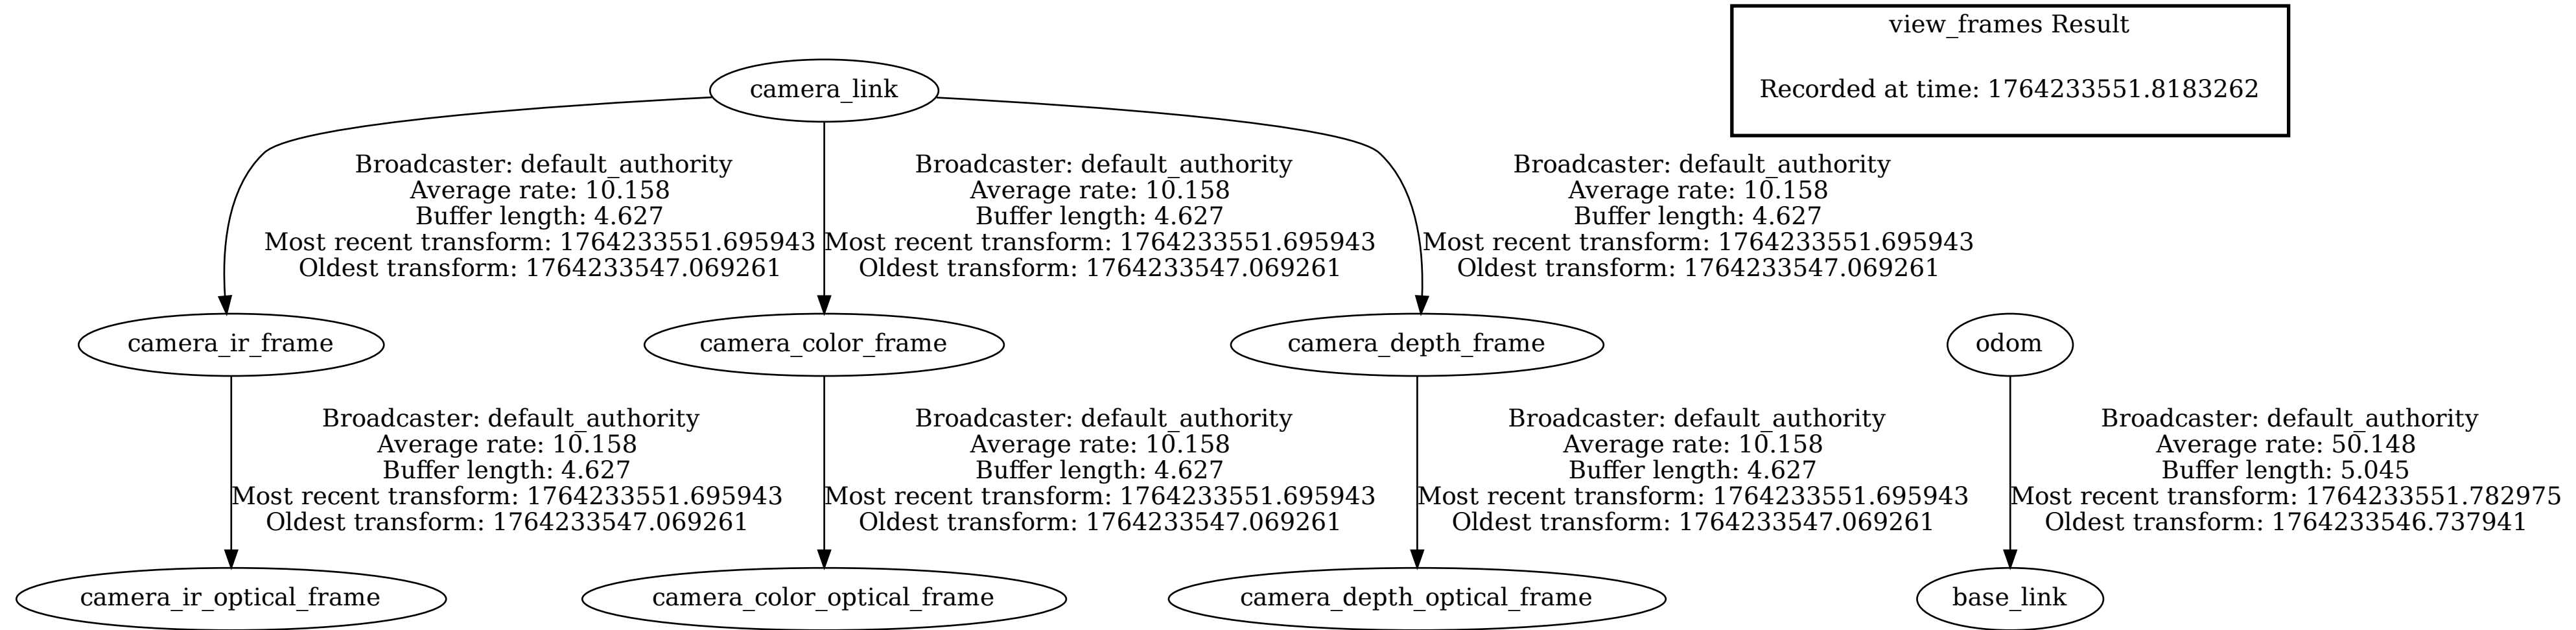 view_frames Result
Recorded at time: 1764233551.8183262
camera_link
Broadcaster: default_authority
Average rate: 10.158
Buffer length: 4.627
Most recent transform: 1764233551.695943
Oldest transform: 1764233547.069261
Broadcaster: default_authority
Average rate: 10.158
Buffer length: 4.627
Most recent transform: 1764233551.695943
Oldest transform: 1764233547.069261
Broadcaster: default_authority
Average rate: 10.158
Buffer length: 4.627
Most recent transform: 1764233551.695943
Oldest transform: 1764233547.069261
camera_ir_frame
camera_color_frame
camera_depth_frame
odom
Broadcaster: default_authority
Average rate: 10.158
Buffer length: 4.627
Most recent transform: 1764233551.695943
Oldest transform: 1764233547.069261
Broadcaster: default_authority
Average rate: 10.158
Buffer length: 4.627
Most recent transform: 1764233551.695943
Oldest transform: 1764233547.069261
Broadcaster: default_authority
Average rate: 10.158
Buffer length: 4.627
Most recent transform: 1764233551.695943
Oldest transform: 1764233547.069261
Broadcaster: default_authority
Average rate: 50.148
Buffer length: 5.045
Most recent transform: 1764233551.782975
Oldest transform: 1764233546.737941
camera_ir_optical_frame
camera_color_optical_frame
camera_depth_optical_frame
base_link